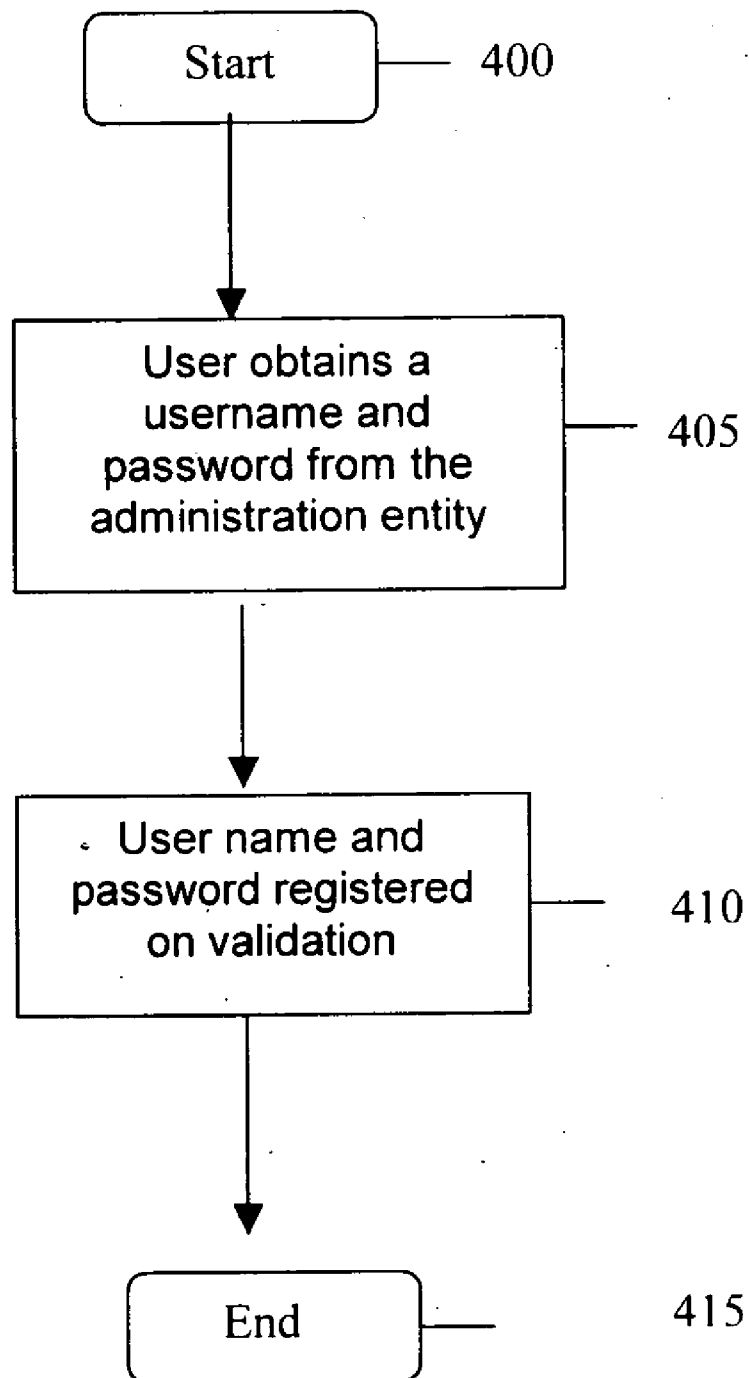 Start
400
User obtains a
username and
password from the
administration entity
405
User name and
password registered
on validation
410
End
415